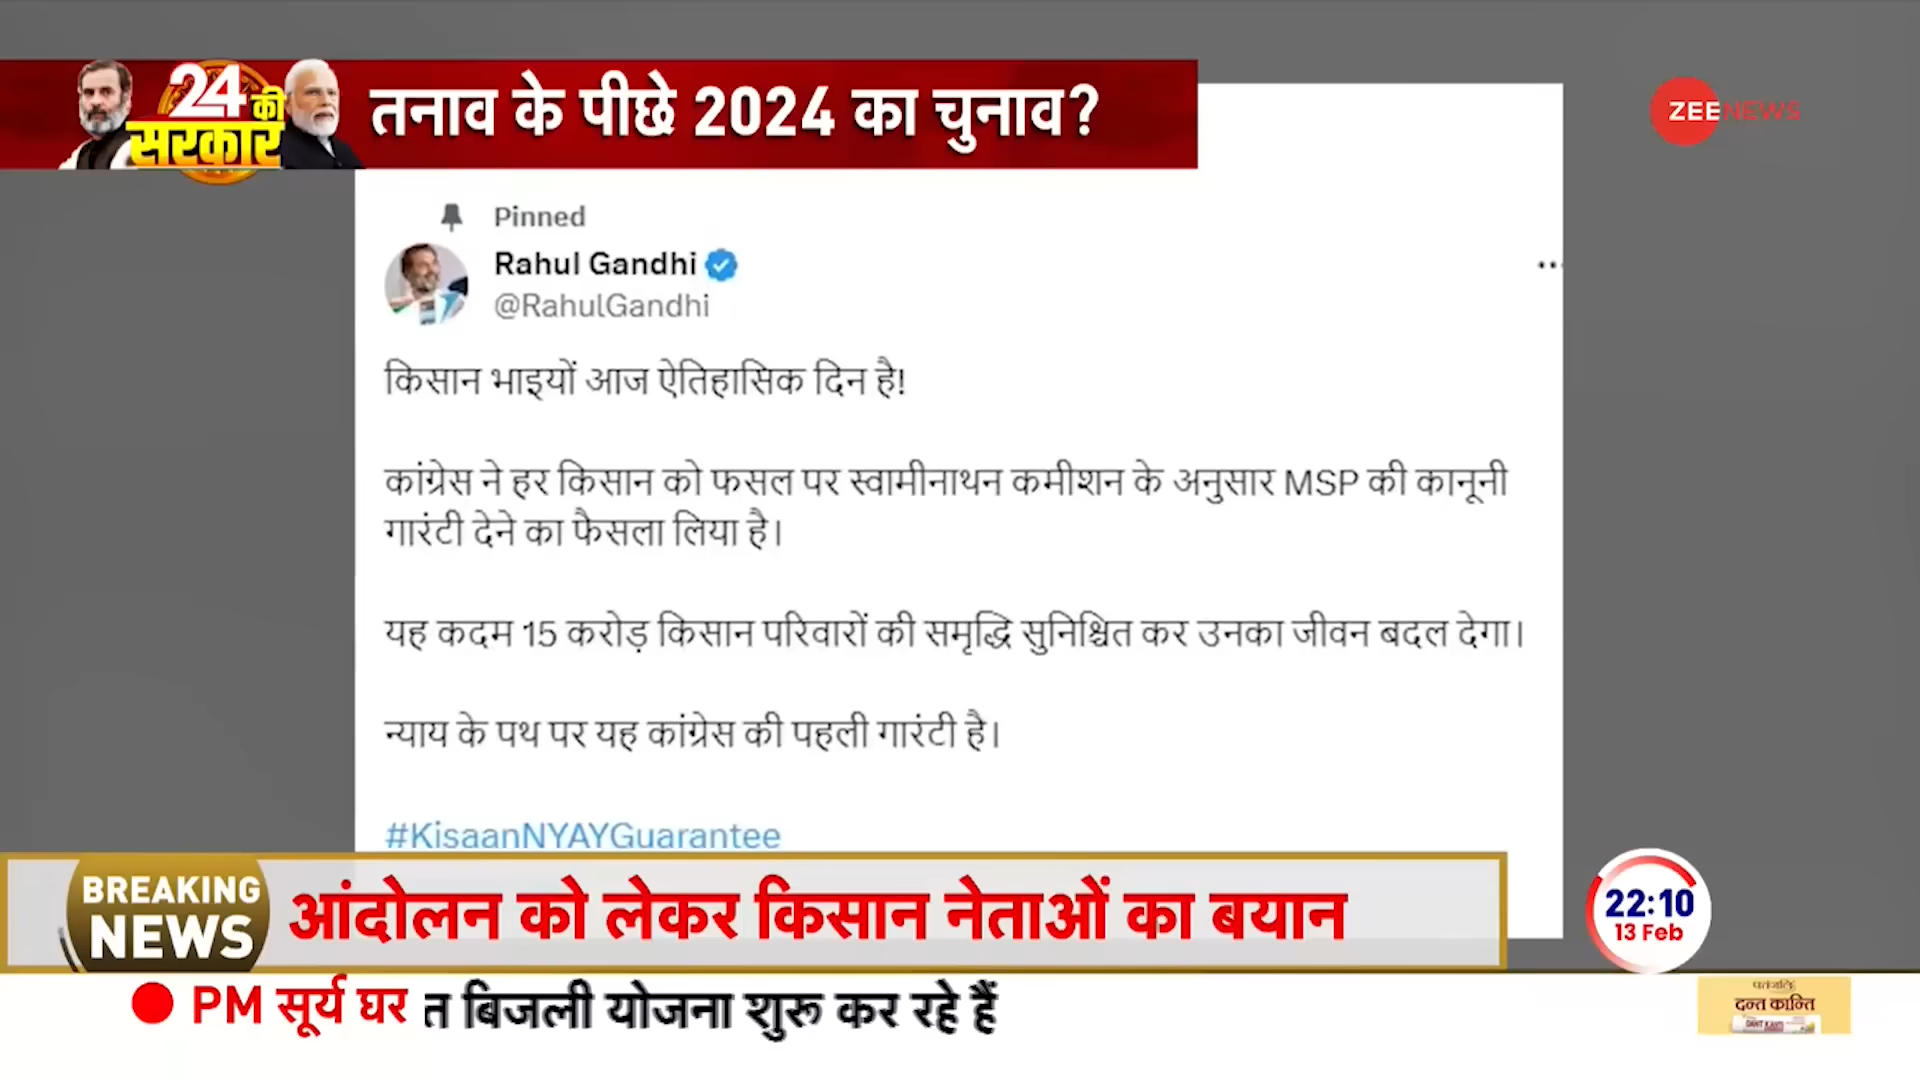 24 की
सरकार
तनाव के पीछे 2024 का चुनाव?
ZEE NEWS
Pinned
Rahul Gandhi
@RahulGandhi
किसान भाइयों आज ऐतिहासिक दिन है!
कांग्रेस ने हर किसान को फसल पर स्वामीनाथन कमीशन के अनुसार MSP की कानूनी
गारंटी देने का फैसला लिया है।
यह कदम 15 करोड़ किसान परिवारों की समृद्धि सुनिश्चित कर उनका जीवन बदल देगा।
न्याय के पथ पर यह कांग्रेस की पहली गारंटी है।
#KisaanNYAYGuarantee
BREAKING
NEWS
आंदोलन को लेकर किसान नेताओं का बयान
22:10
13 Feb
PM सूर्य घर त बिजली योजना शुरू कर रहे हैं
पतंजलि
दन्त कान्ति
DANT KANTI